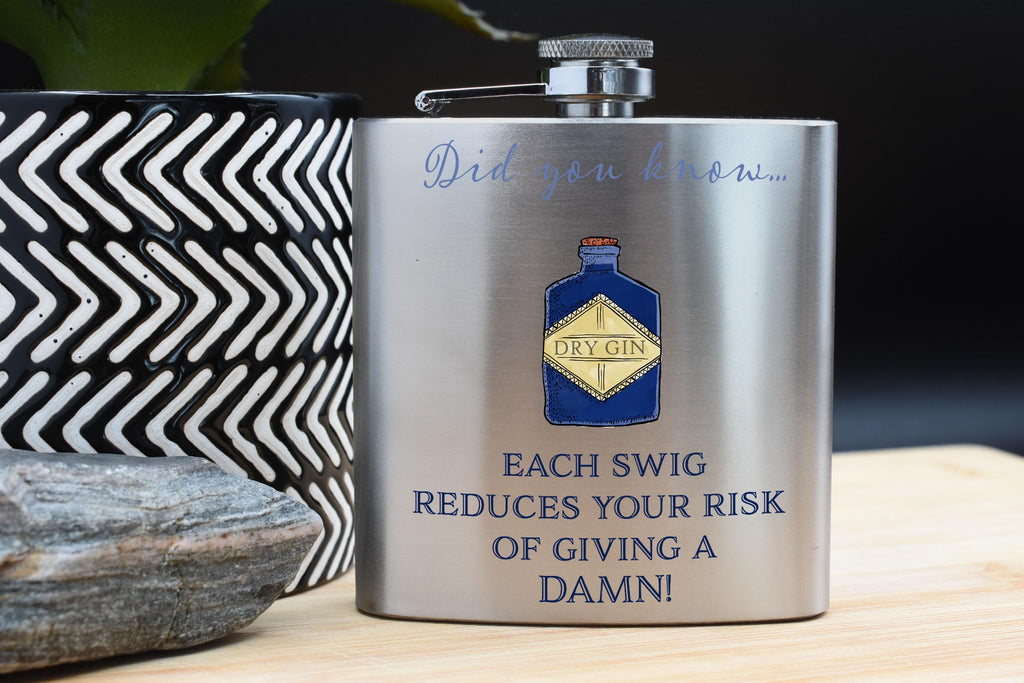 Did you know...
DRY GIN
EACH SWIG
REDUCES YOUR RISK
OF GIVING A
DAMN!